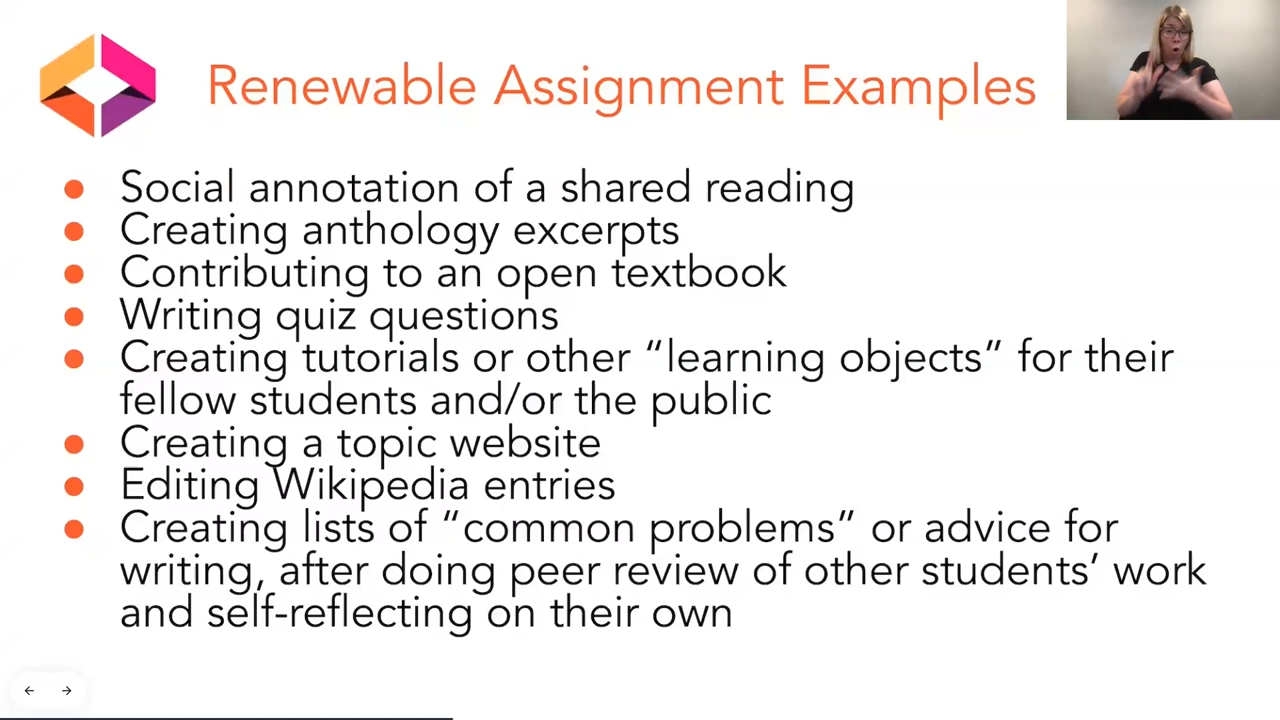 Renewable Assignment Examples
● Social annotation of a shared reading
● Creating anthology excerpts
● Contributing to an open textbook
● Writing quiz questions
● Creating tutorials or other “learning objects” for their
fellow students and/or the public
● Creating a topic website
● Editing Wikipedia entries
● Creating lists of “common problems” or advice for
writing, after doing peer review of other students’ work
and self-reflecting on their own